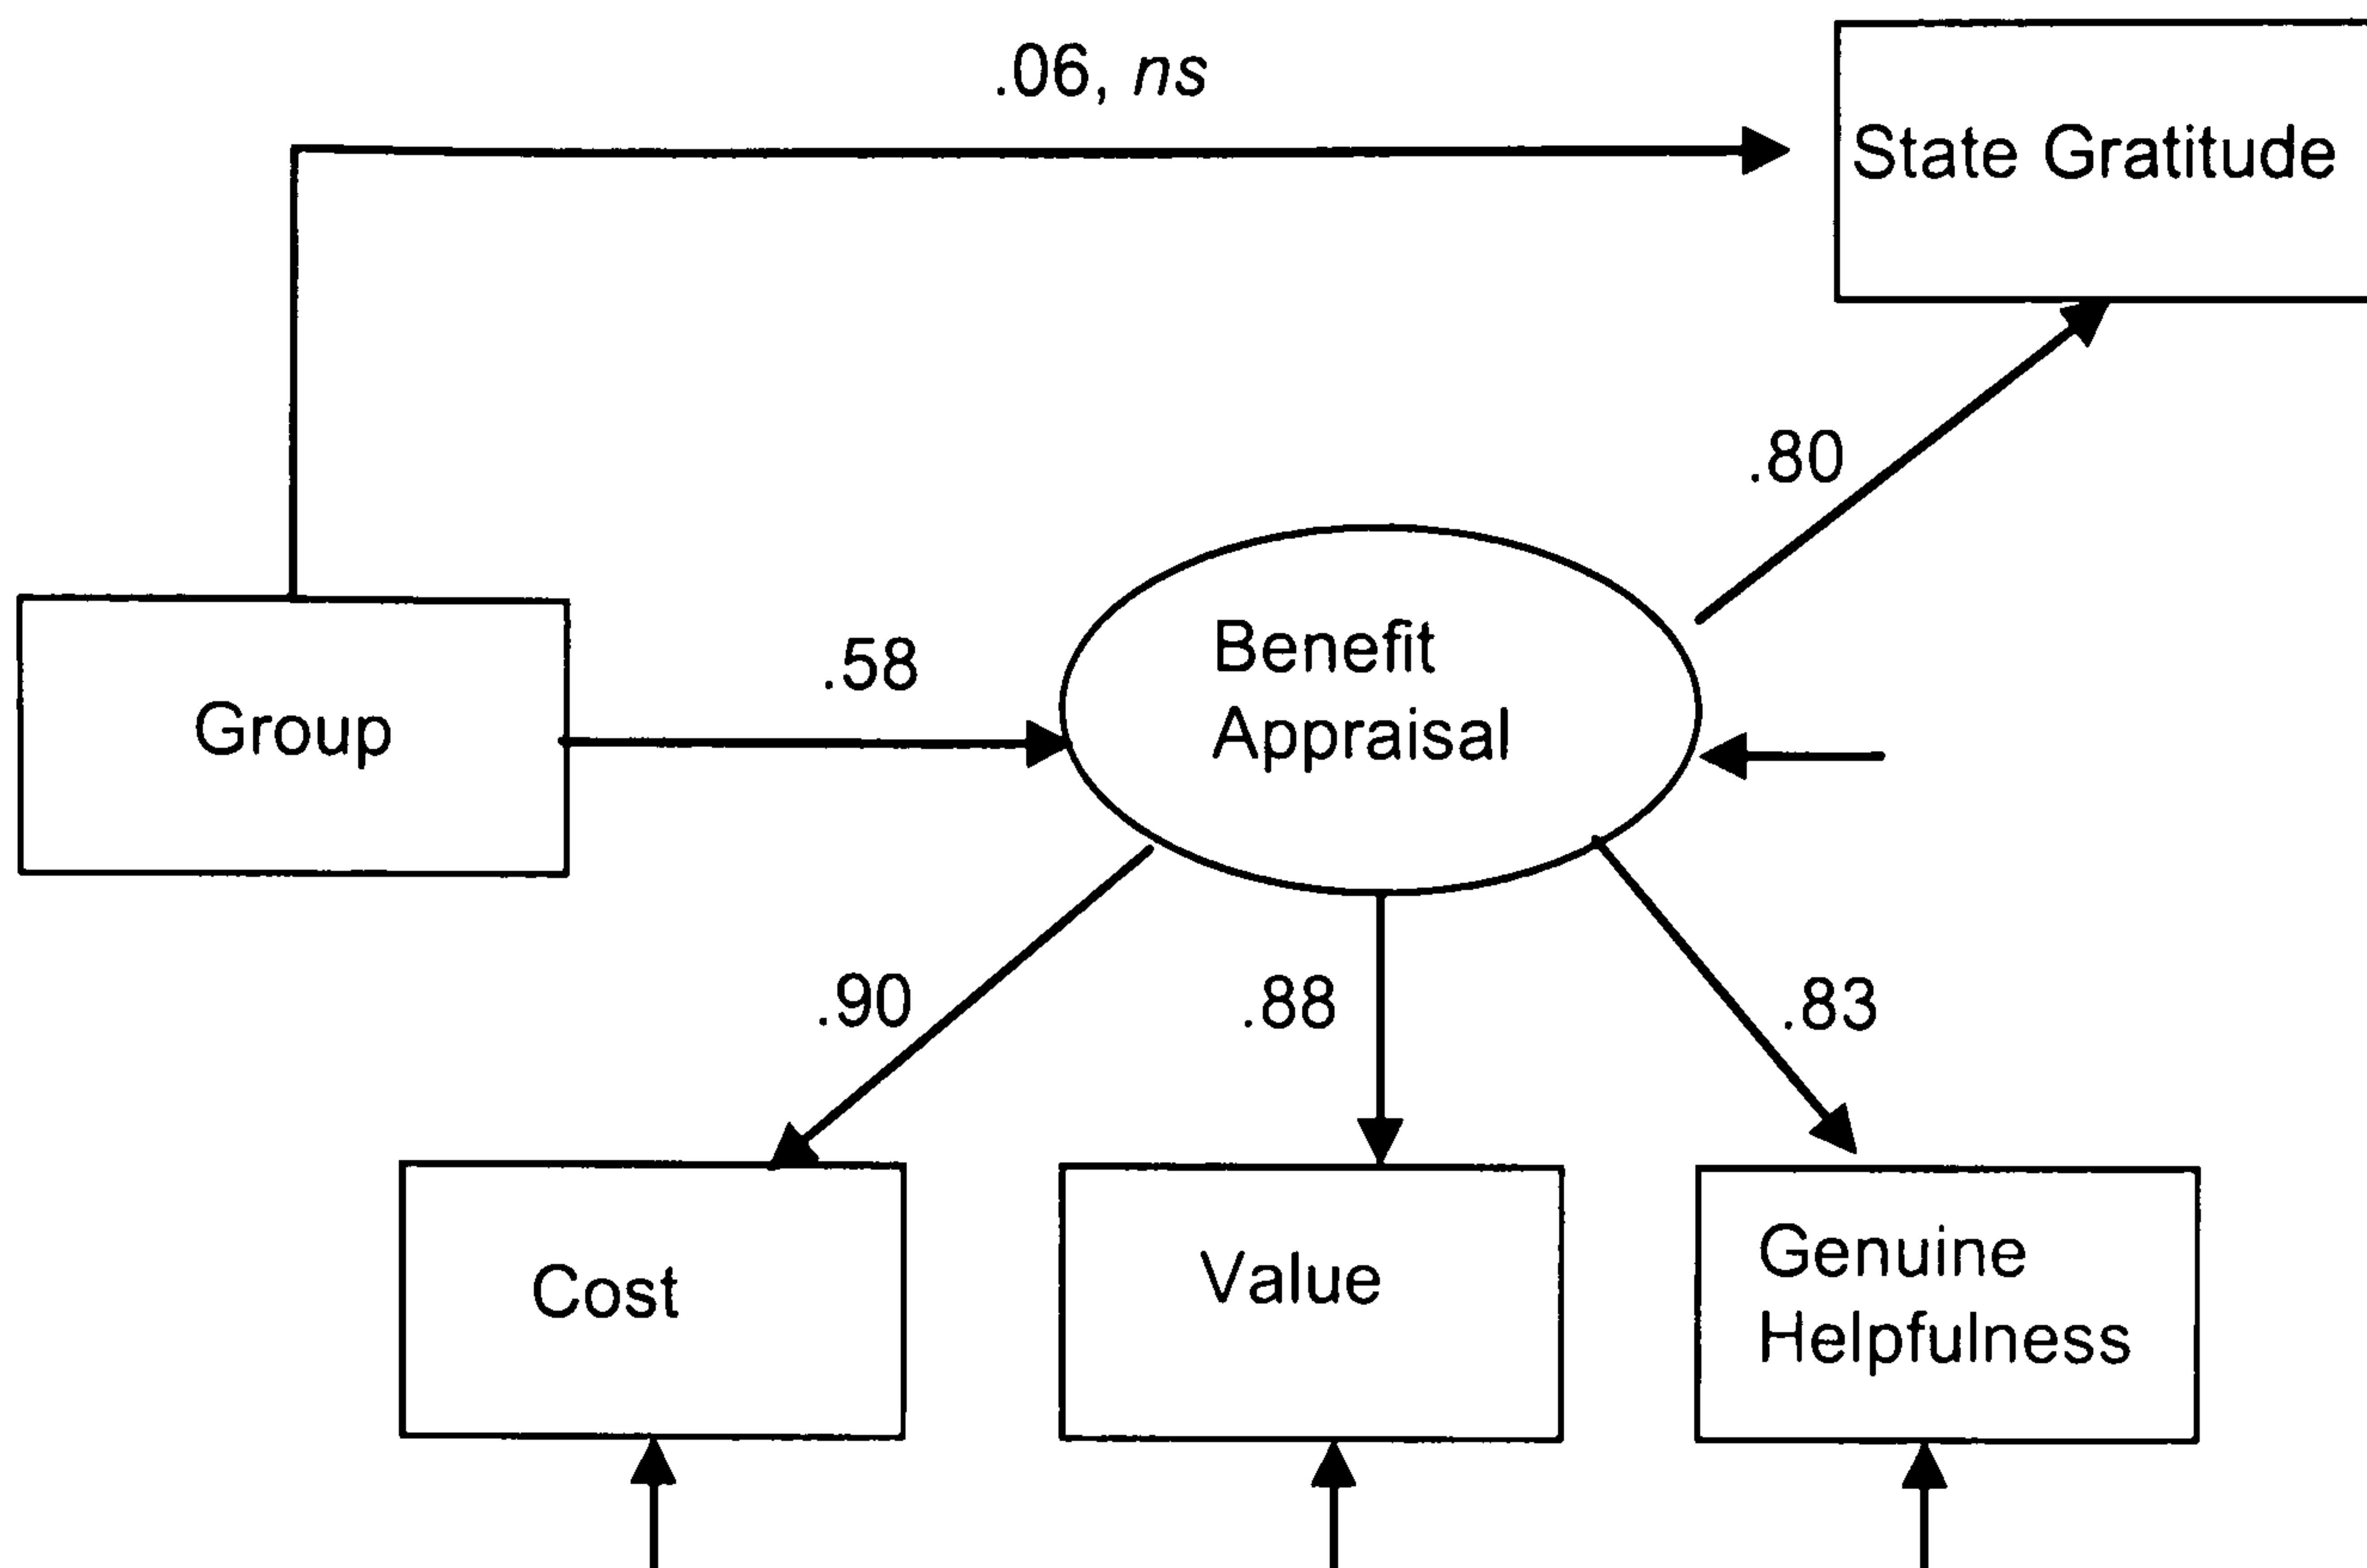 .06, ns
State Gratitude
.80
Benefit
Appraisal
.58
Group
.90
.88
.83
Cost
Value
Genuine
Helpfulness